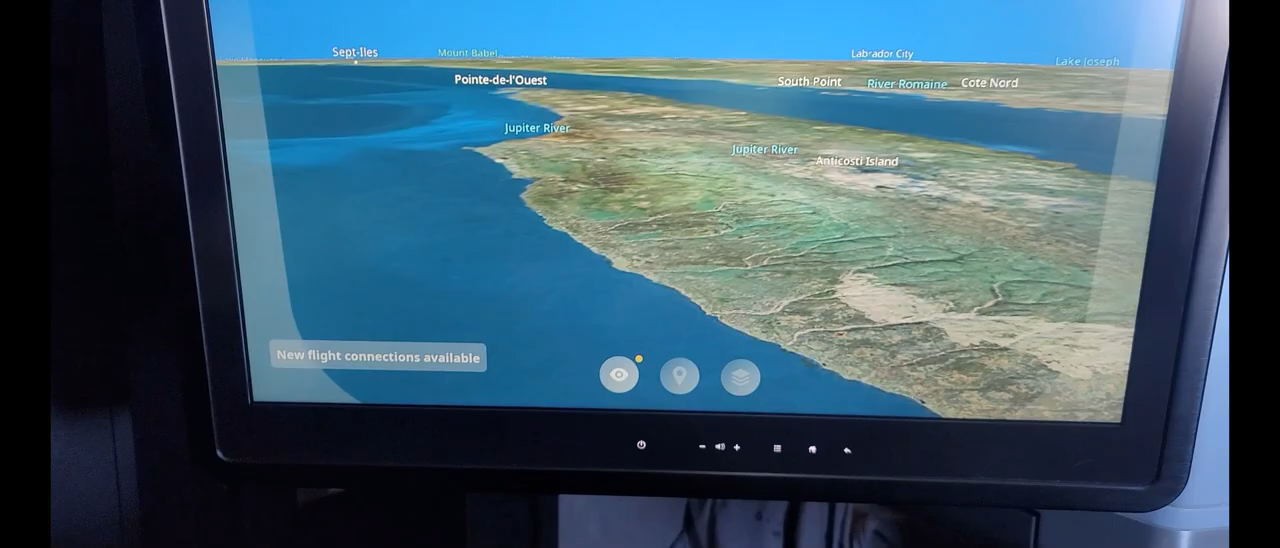 Sept-Iles
Mount Babel
Labrador City
Lake Joseph
Pointe-de-l'Ouest
South Point
River Romaine
Cote Nord
Jupiter River
Jupiter River
Anticosti Island
New flight connections available